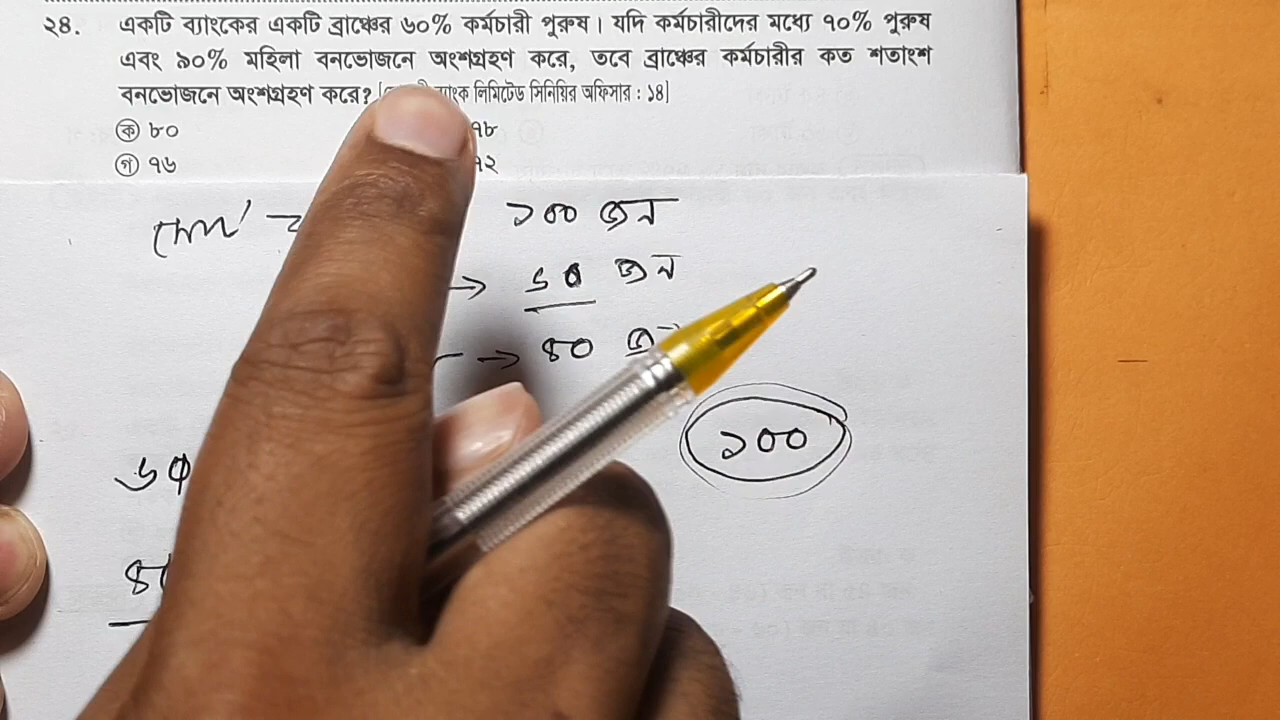 ২৪. একটি ব্যাংকের একটি ব্রাঞ্চের ৬০% কর্মচারী পুরুষ। যদি কর্মচারীদের মধ্যে ৭০% পুরুষ
এবং ৯০% মহিলা বনভোজনে অংশগ্রহণ করে, তবে ব্রাঞ্চের কর্মচারীর কত শতাংশ
বনভোজনে অংশগ্রহণ করে? লিমিটেড সিনিয়র অফিসার : ১৪]
ক ৮০ ৭৮
গ ৭৬ ৭২
১০০ জন
→ ৬০ জন
→ ৪০
১০০
৬০